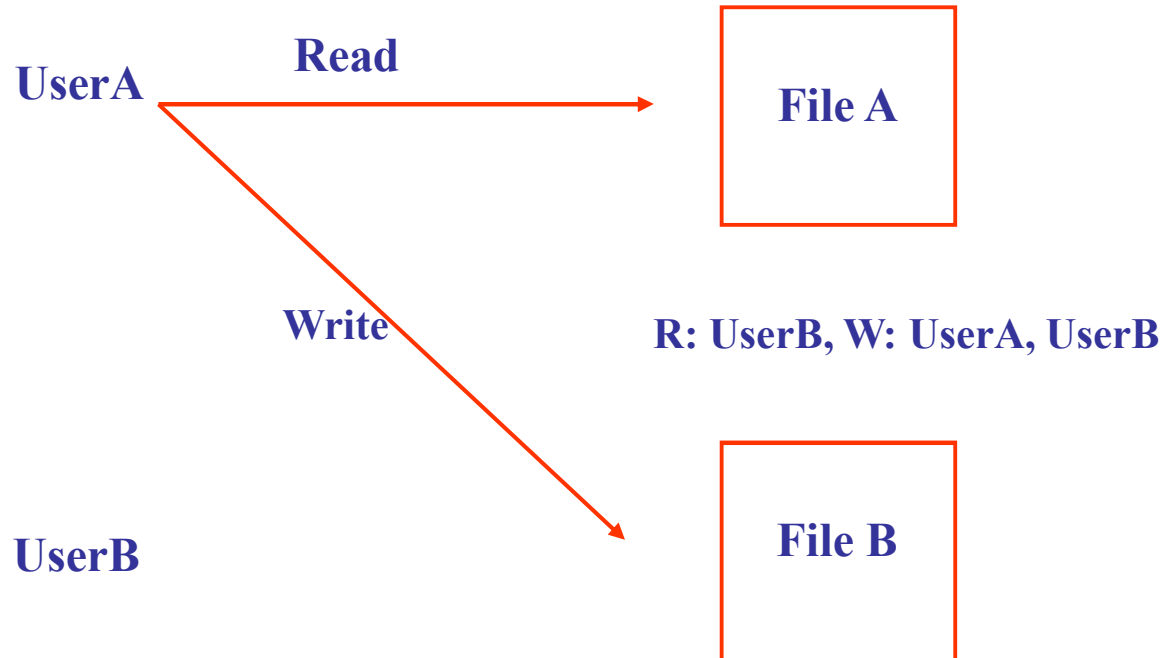 Read
UserA
File A
Write
R: UserB, W: UserA, UserB
File B
UserB